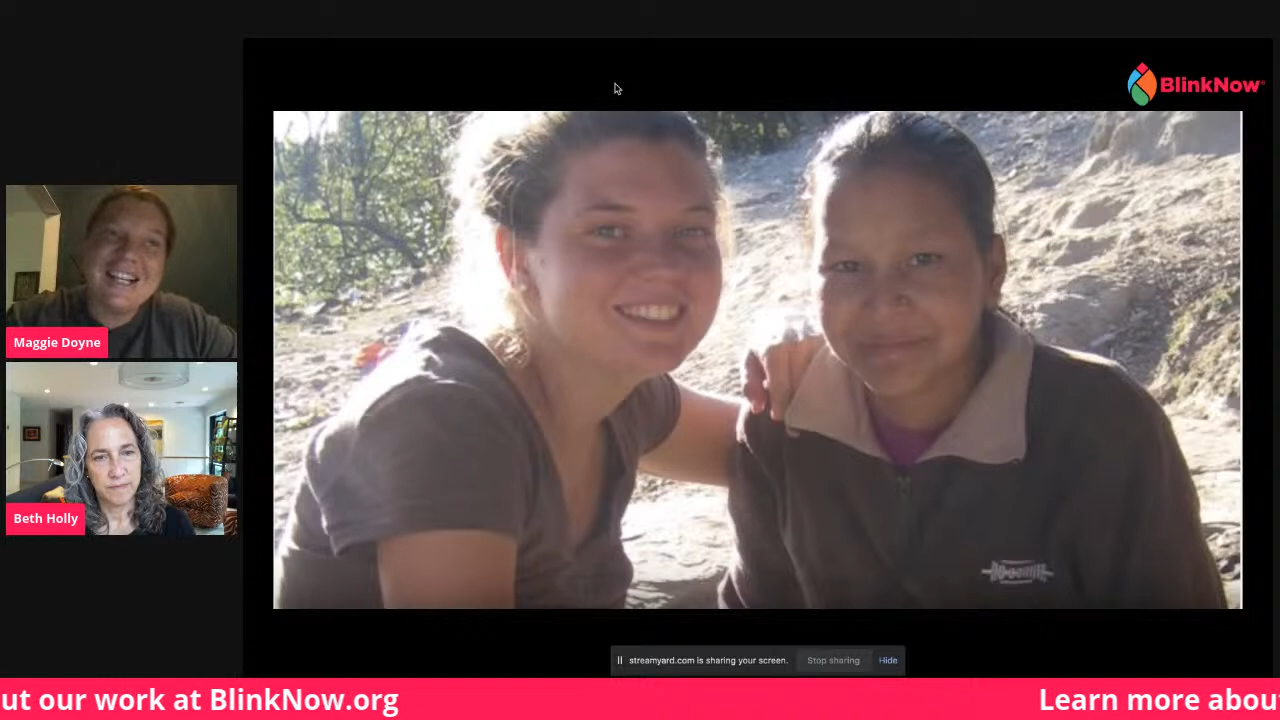 BlinkNow®
Maggie Doyne
Beth Holly
streamyard.com is sharing your screen. Stop sharing Hide
ut our work at BlinkNow.org Learn more abou